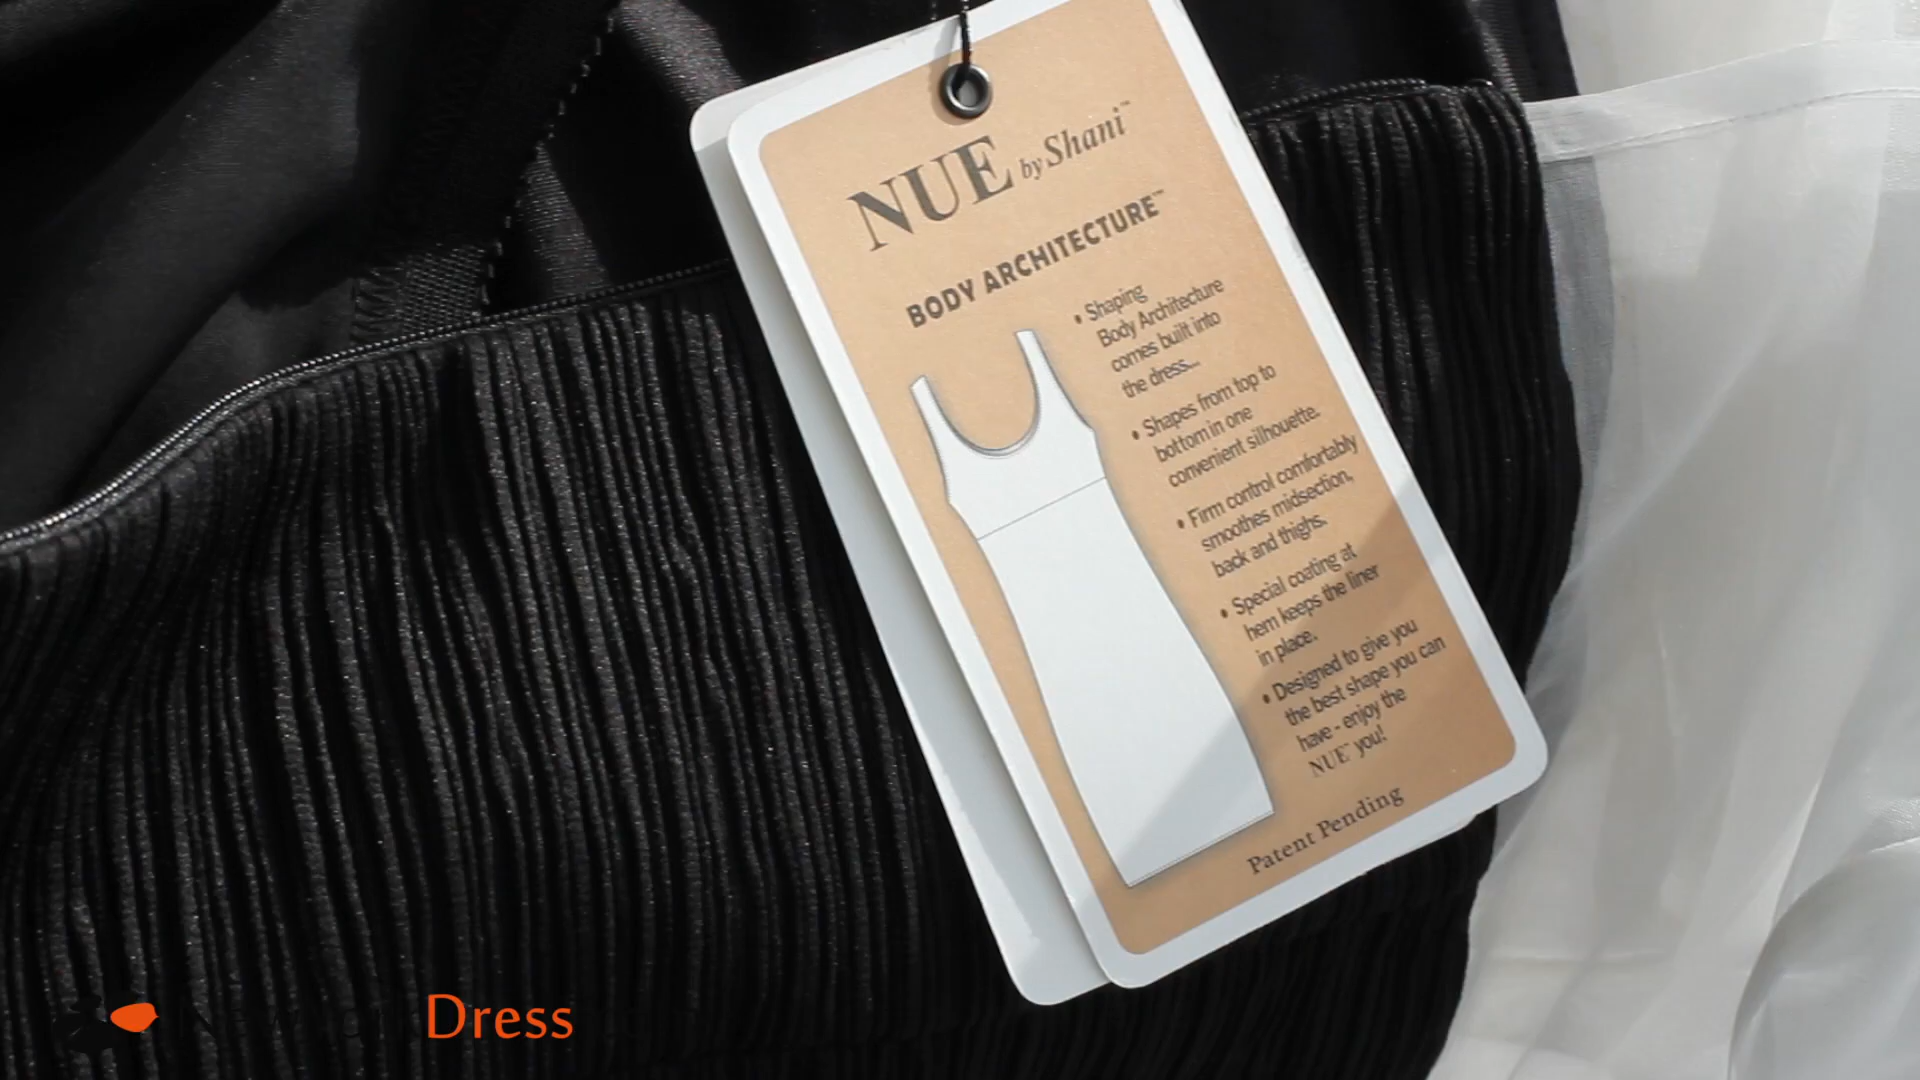 NUE by Shani™
BODY ARCHITECTURE™
• Shaping
Body Architecture
comes built into
the dress...
• Shapes from top to
bottom in one
convenient silhouette.
• Firm control comfortably
smoothes midsection,
back and thighs.
• Special coating at
hem keeps the liner
in place.
• Designed to give you
the best shape you can
have - enjoy the
NUE™ you!
Patent Pending
Dress